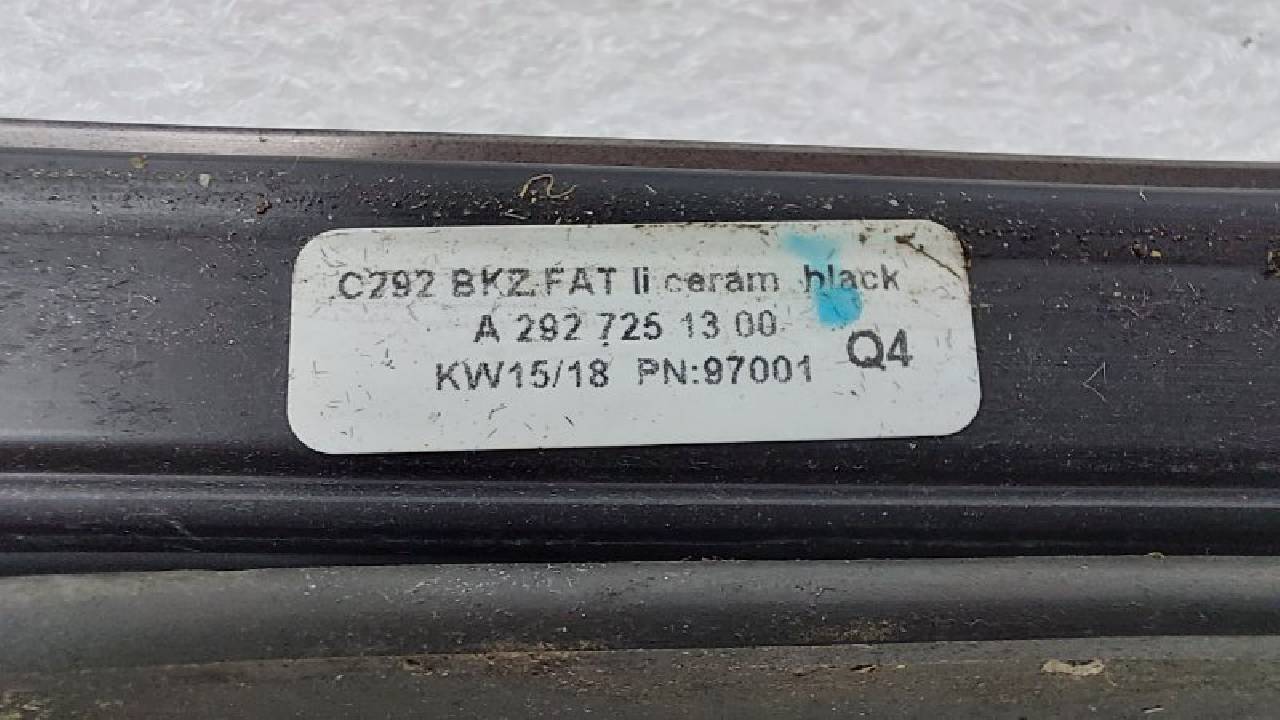 C292 BKZ.FAT li ceram black
A 292 725 13 00
KW15/18 PN:97001 Q4